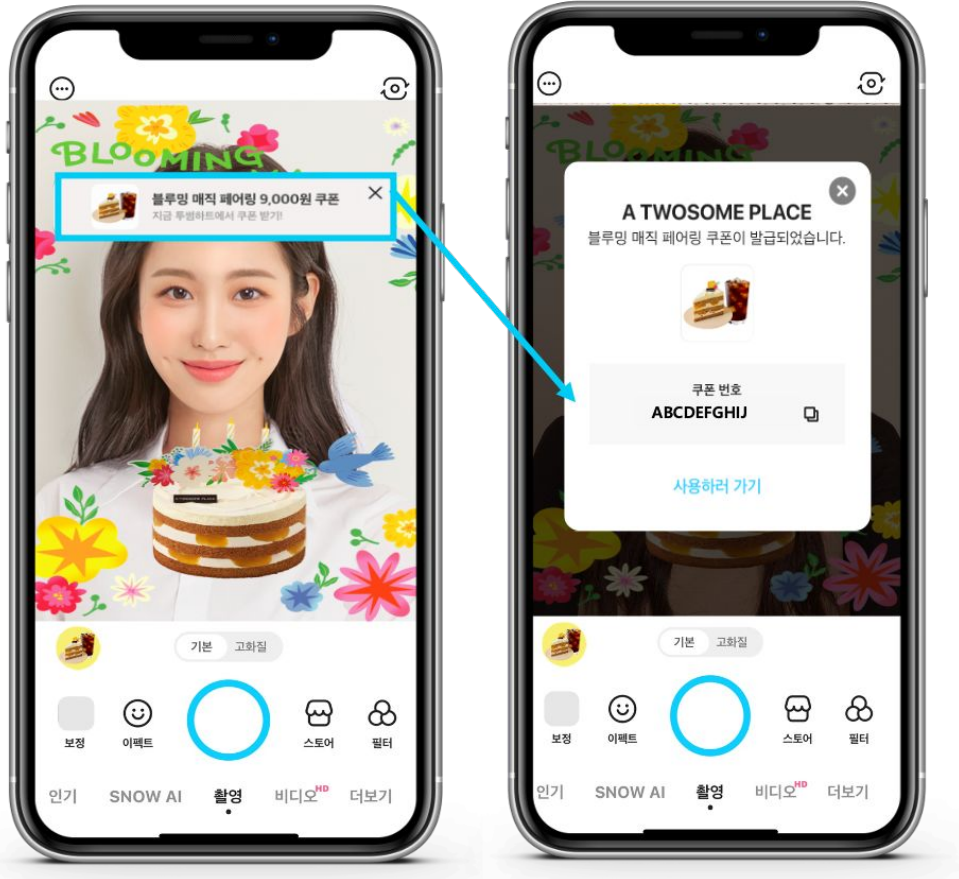 BLOOMING
블루밍 매직 페어링 9,000원 쿠폰
지금 투썸하트에서 쿠폰 받기!
A TWOSOME PLACE
기본 고화질
보정 이펙트 스토어 필터
인기 SNOW AI 촬영 비디오HD 더보기
BLOOMING
A TWOSOME PLACE
블루밍 매직 페어링 쿠폰이 발급되었습니다.
쿠폰 번호
ABCDEFGHIJ
사용하러 가기
기본 고화질
보정 이펙트 스토어 필터
인기 SNOW AI 촬영 비디오HD 더보기